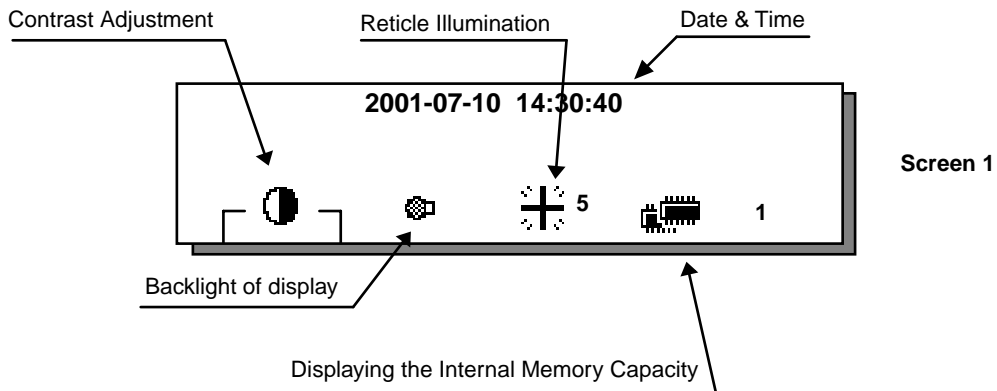 Contrast Adjustment
Reticle Illumination
Date & Time
2001-07-10 14:30:40
Screen 1
5
1
Backlight of display
Displaying the Internal Memory Capacity